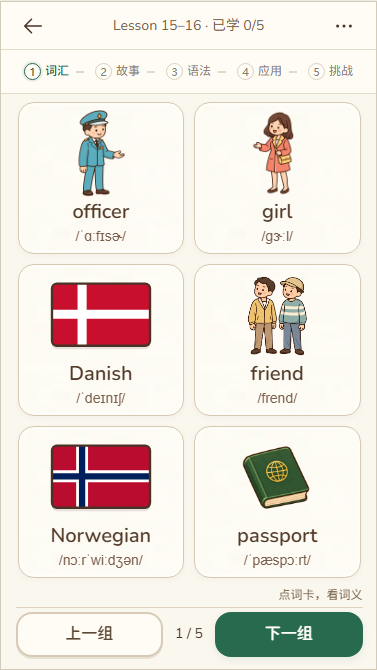 Lesson 15–16 · 已学 0/5
1 词汇 – 2 故事 – 3 语法 – 4 应用 – 5 挑战
officer
/ˈɑːfɪsɚ/
girl
/ɡɝːl/
Danish
/ˈdeɪnɪʃ/
friend
/frend/
Norwegian
/nɔːrˈwiːdʒən/
passport
/ˈpæspɔːrt/
点词卡，看词义
上一组
1 / 5
下一组